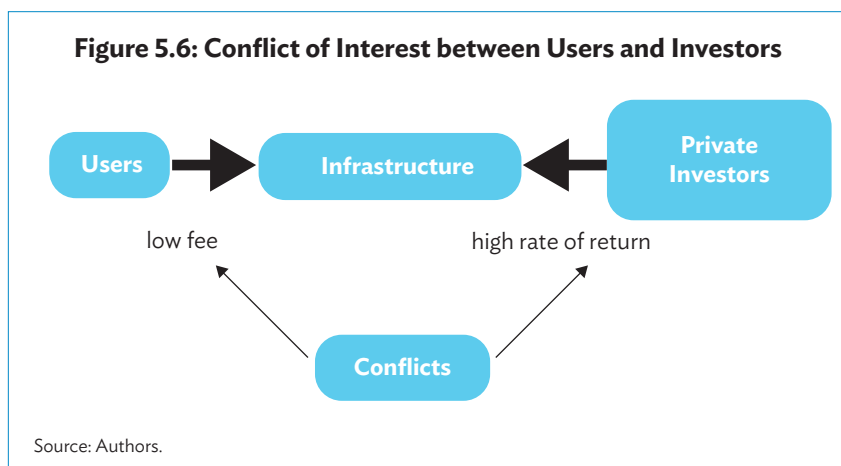 Figure 5.6: Conflict of Interest between Users and Investors
Users
Infrastructure
Private
Investors
low fee
high rate of return
Conflicts
Source: Authors.